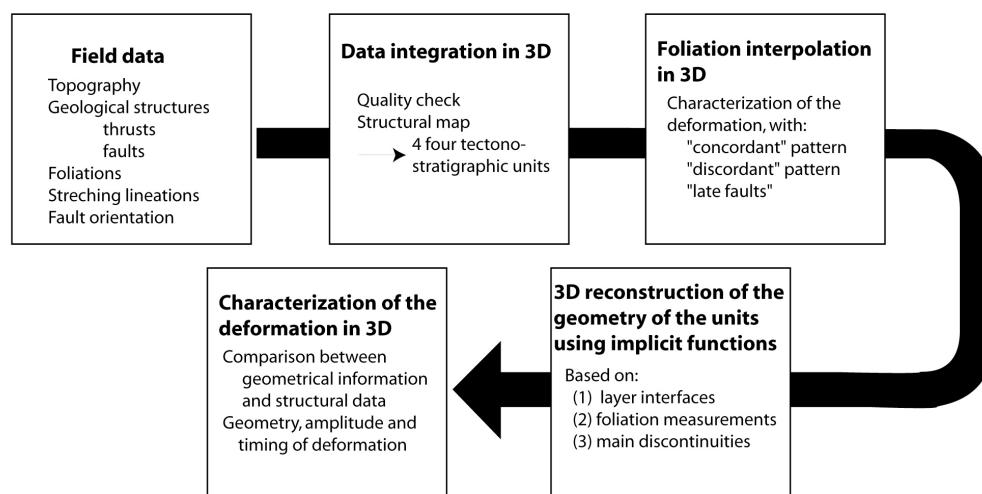 Field data
Topography
Geological structures
thrusts
faults
Foliations
Streching lineations
Fault orientation
Data integration in 3D
Quality check
Structural map
4 four tectono-
stratigraphic units
Foliation interpolation
in 3D
Characterization of the
deformation, with:
"concordant" pattern
"discordant" pattern
"late faults"
3D reconstruction of the
geometry of the units
using implicit functions
Based on:
(1) layer interfaces
(2) foliation measurements
(3) main discontinuities
Characterization of the
deformation in 3D
Comparison between
geometrical information
and structural data
Geometry, amplitude and
timing of deformation